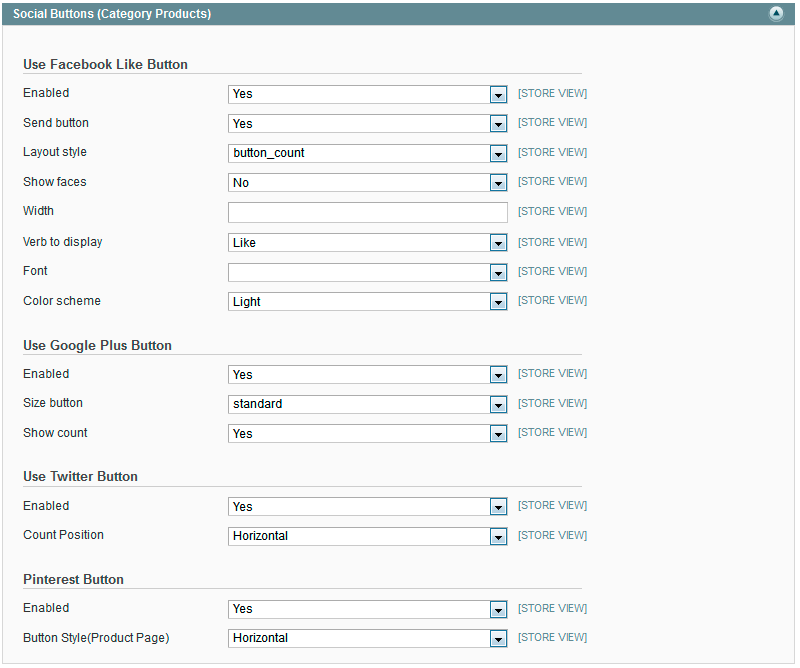 Social Buttons (Category Products)
Use Facebook Like Button
Enabled Yes [STORE VIEW]
Send button Yes [STORE VIEW]
Layout style button_count [STORE VIEW]
Show faces No [STORE VIEW]
Width [STORE VIEW]
Verb to display Like [STORE VIEW]
Font [STORE VIEW]
Color scheme Light [STORE VIEW]
Use Google Plus Button
Enabled Yes [STORE VIEW]
Size button standard [STORE VIEW]
Show count Yes [STORE VIEW]
Use Twitter Button
Enabled Yes [STORE VIEW]
Count Position Horizontal [STORE VIEW]
Pinterest Button
Enabled Yes [STORE VIEW]
Button Style(Product Page) Horizontal [STORE VIEW]